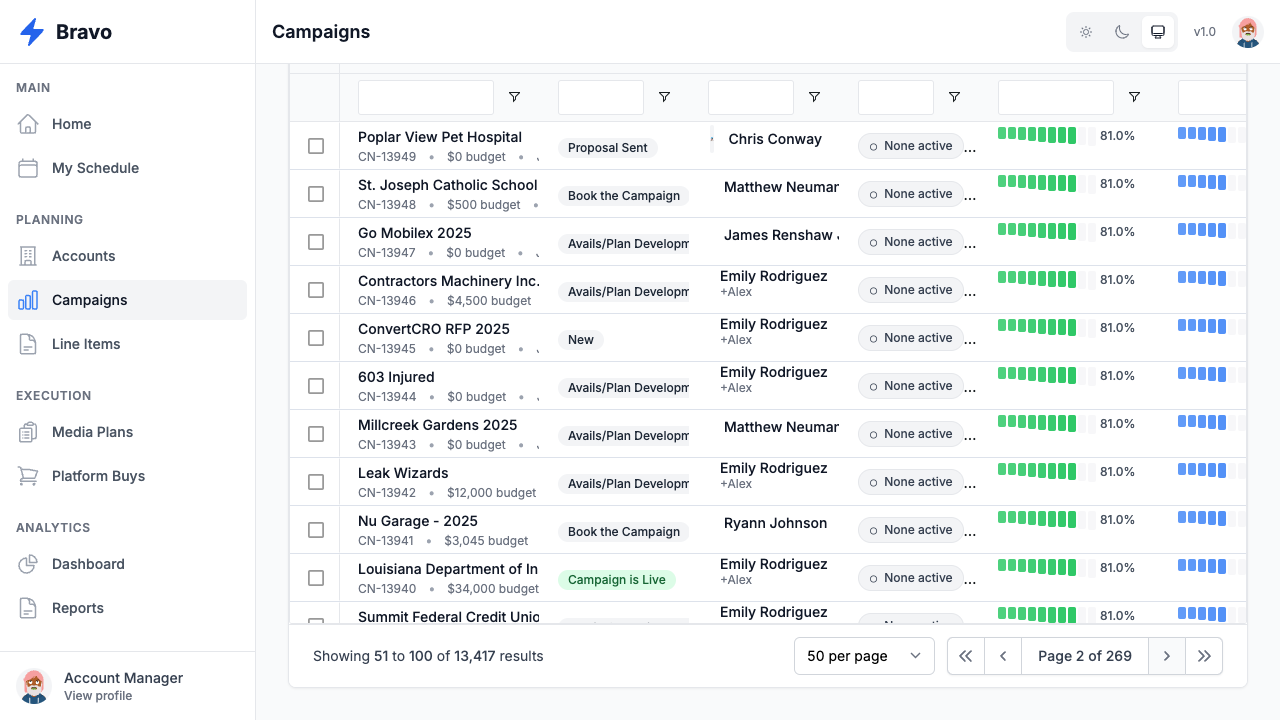 Bravo
Campaigns
v1.0
MAIN
Home
My Schedule
PLANNING
Accounts
Campaigns
Line Items
EXECUTION
Media Plans
Platform Buys
ANALYTICS
Dashboard
Reports
Account Manager
View profile
Poplar View Pet Hospital
CN-13949 • $0 budget •
Proposal Sent
Chris Conway
None active ...
81.0%
St. Joseph Catholic School
CN-13948 • $500 budget •
Book the Campaign
Matthew Neuman
None active ...
81.0%
Go Mobilex 2025
CN-13947 • $0 budget •
Avails/Plan Developm
James Renshaw
None active ...
81.0%
Contractors Machinery Inc.
CN-13946 • $4,500 budget
Avails/Plan Developm
Emily Rodriguez
+Alex
None active ...
81.0%
ConvertCRO RFP 2025
CN-13945 • $0 budget •
New
Emily Rodriguez
+Alex
None active ...
81.0%
603 Injured
CN-13944 • $0 budget •
Avails/Plan Developm
Emily Rodriguez
+Alex
None active ...
81.0%
Millcreek Gardens 2025
CN-13943 • $0 budget •
Avails/Plan Developm
Matthew Neuman
None active ...
81.0%
Leak Wizards
CN-13942 • $12,000 budget
Avails/Plan Developm
Emily Rodriguez
+Alex
None active ...
81.0%
Nu Garage - 2025
CN-13941 • $3,045 budget
Book the Campaign
Ryann Johnson
None active ...
81.0%
Louisiana Department of In
CN-13940 • $34,000 budget
Campaign is Live
Emily Rodriguez
+Alex
None active ...
81.0%
Summit Federal Credit Unio
Emily Rodriguez
81.0%
Showing 51 to 100 of 13,417 results
50 per page
Page 2 of 269